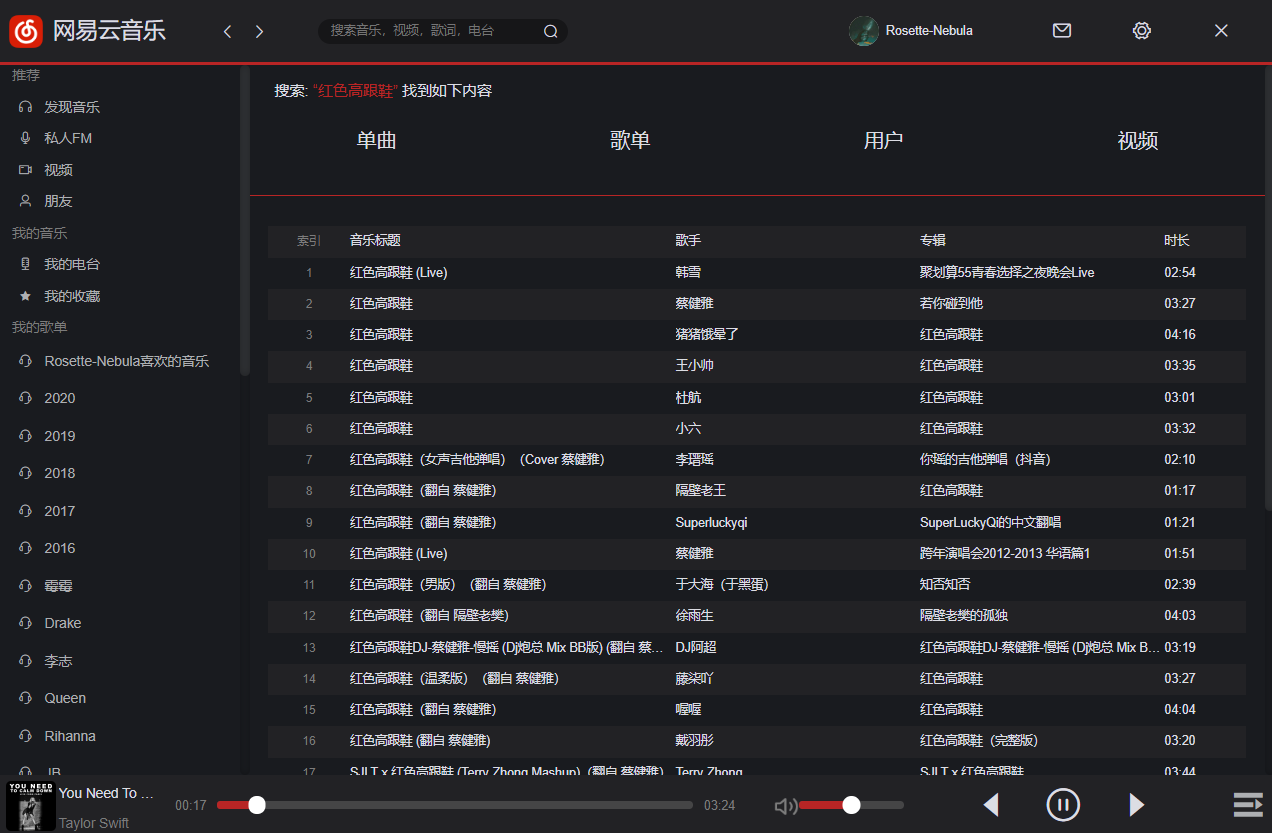 网易云音乐
搜索音乐，视频，歌词，电台
Rosette-Nebula
推荐
发现音乐
私人FM
视频
朋友
我的音乐
我的电台
我的收藏
我的歌单
Rosette-Nebula喜欢的音乐
2020
2019
2018
2017
2016
霉霉
Drake
李志
Queen
Rihanna
JB
搜索: “红色高跟鞋” 找到如下内容
单曲 歌单 用户 视频
索引 音乐标题 歌手 专辑 时长
1 红色高跟鞋 (Live) 韩雪 聚划算55青春选择之夜晚会Live 02:54
2 红色高跟鞋 蔡健雅 若你碰到他 03:27
3 红色高跟鞋 猪猪饿晕了 红色高跟鞋 04:16
4 红色高跟鞋 王小帅 红色高跟鞋 03:35
5 红色高跟鞋 杜航 红色高跟鞋 03:01
6 红色高跟鞋 小六 红色高跟鞋 03:32
7 红色高跟鞋（女声吉他弹唱）（Cover 蔡健雅） 李瑨瑶 你瑶的吉他弹唱（抖音） 02:10
8 红色高跟鞋（翻自 蔡健雅） 隔壁老王 红色高跟鞋 01:17
9 红色高跟鞋（翻自 蔡健雅） Superluckyqi SuperLuckyQi的中文翻唱 01:21
10 红色高跟鞋 (Live) 蔡健雅 跨年演唱会2012-2013 华语篇1 01:51
11 红色高跟鞋（男版）（翻自 蔡健雅） 于大海（于黑蛋） 知否知否 02:39
12 红色高跟鞋（翻自 隔壁老樊） 徐雨生 隔壁老樊的孤独 04:03
13 红色高跟鞋DJ-蔡健雅-慢摇 (Dj炮总 Mix BB版) (翻自 蔡… DJ阿超 红色高跟鞋DJ-蔡健雅-慢摇 (Dj炮总 Mix B… 03:19
14 红色高跟鞋（温柔版）（翻自 蔡健雅） 藤柒吖 红色高跟鞋 03:27
15 红色高跟鞋（翻自 蔡健雅） 喔喔 红色高跟鞋 04:04
16 红色高跟鞋 (翻自 蔡健雅) 戴羽彤 红色高跟鞋（完整版） 03:20
17 SJLT x 红色高跟鞋 (Terry Zhong Mashup)（翻自 蔡健雅） Terry Zhong SJLT x 红色高跟鞋 03:44
YOU NEED
TO CALM DOWN
You Need To ...
Taylor Swift
00:17 03:24